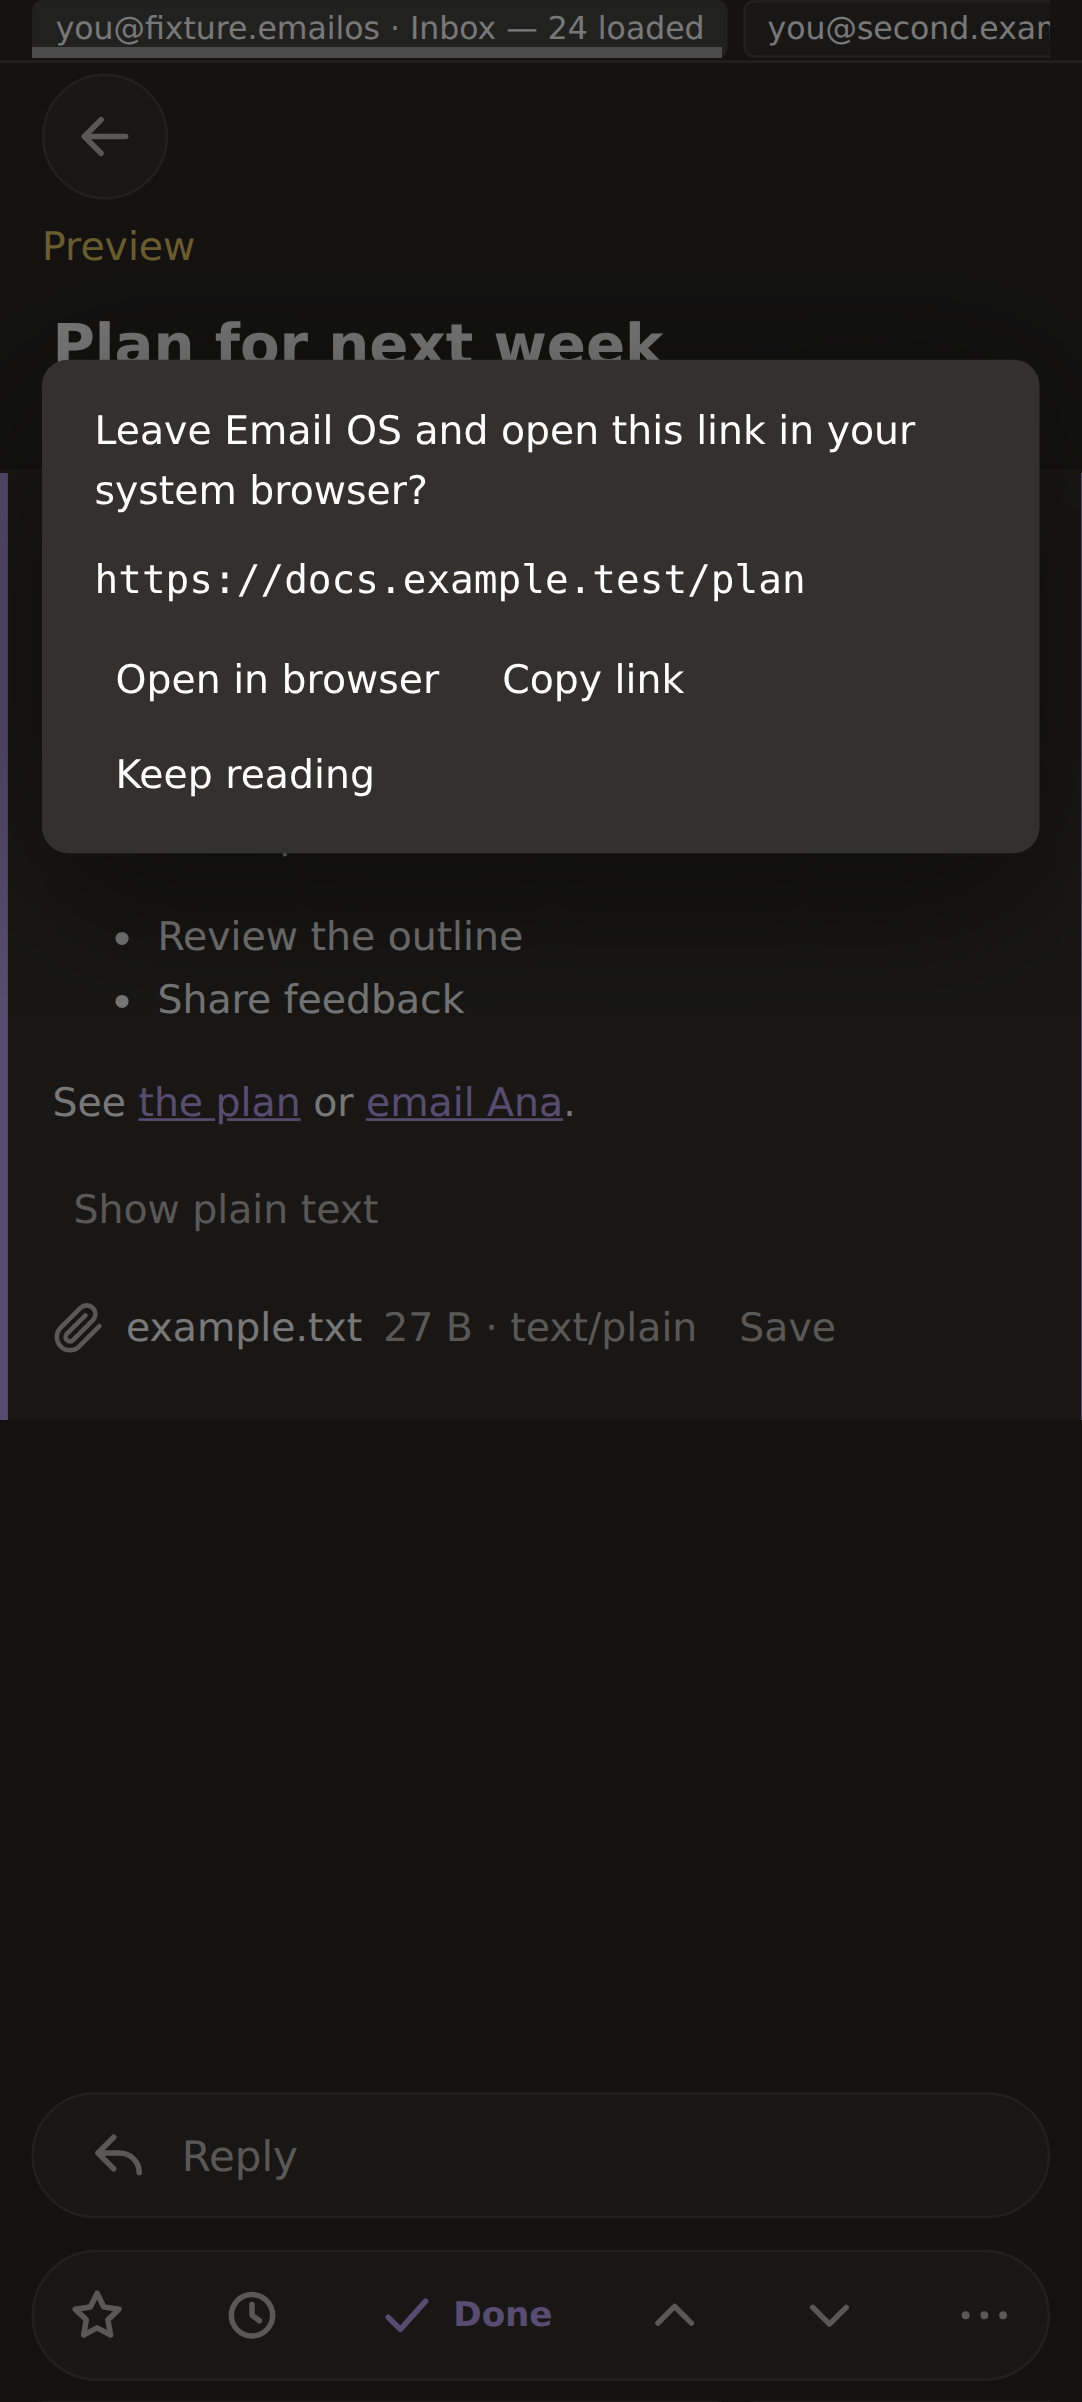 you@fixture.emailos · Inbox — 24 loaded
you@second.exam
Preview
Plan for next week
Leave Email OS and open this link in your
system browser?
https://docs.example.test/plan
Open in browser Copy link
Keep reading
• Review the outline
• Share feedback
See the plan or email Ana.
Show plain text
example.txt 27 B · text/plain Save
Reply
Done